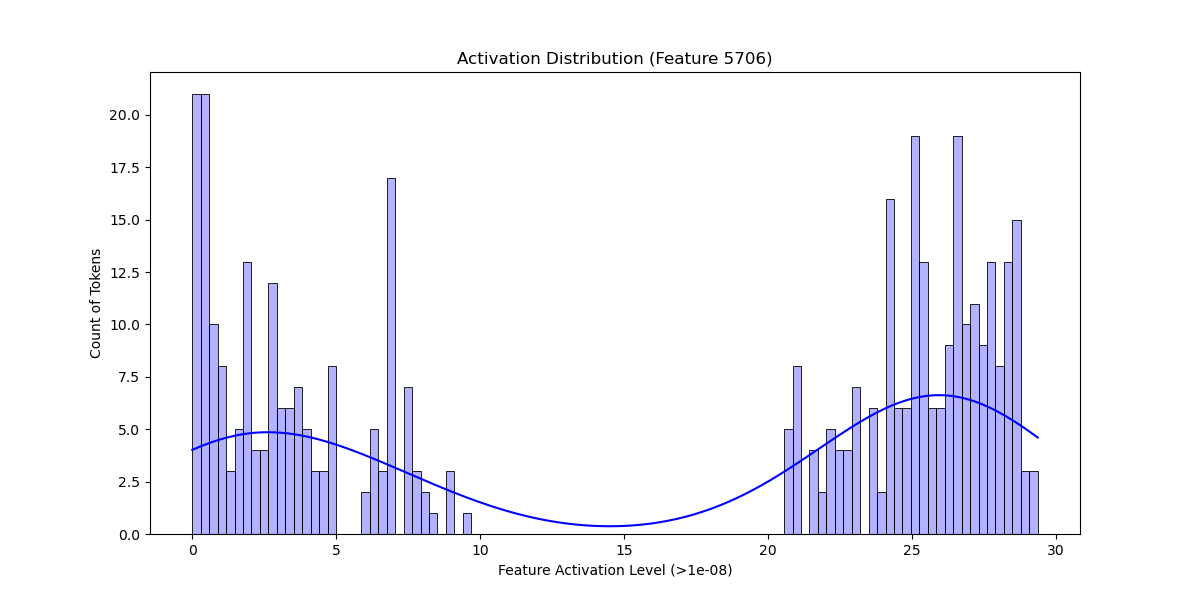 Activation Distribution (Feature 5706)
Count of Tokens
20.0
17.5
15.0
12.5
10.0
7.5
5.0
2.5
0.0
0 5 10 15 20 25 30
Feature Activation Level (>1e-08)